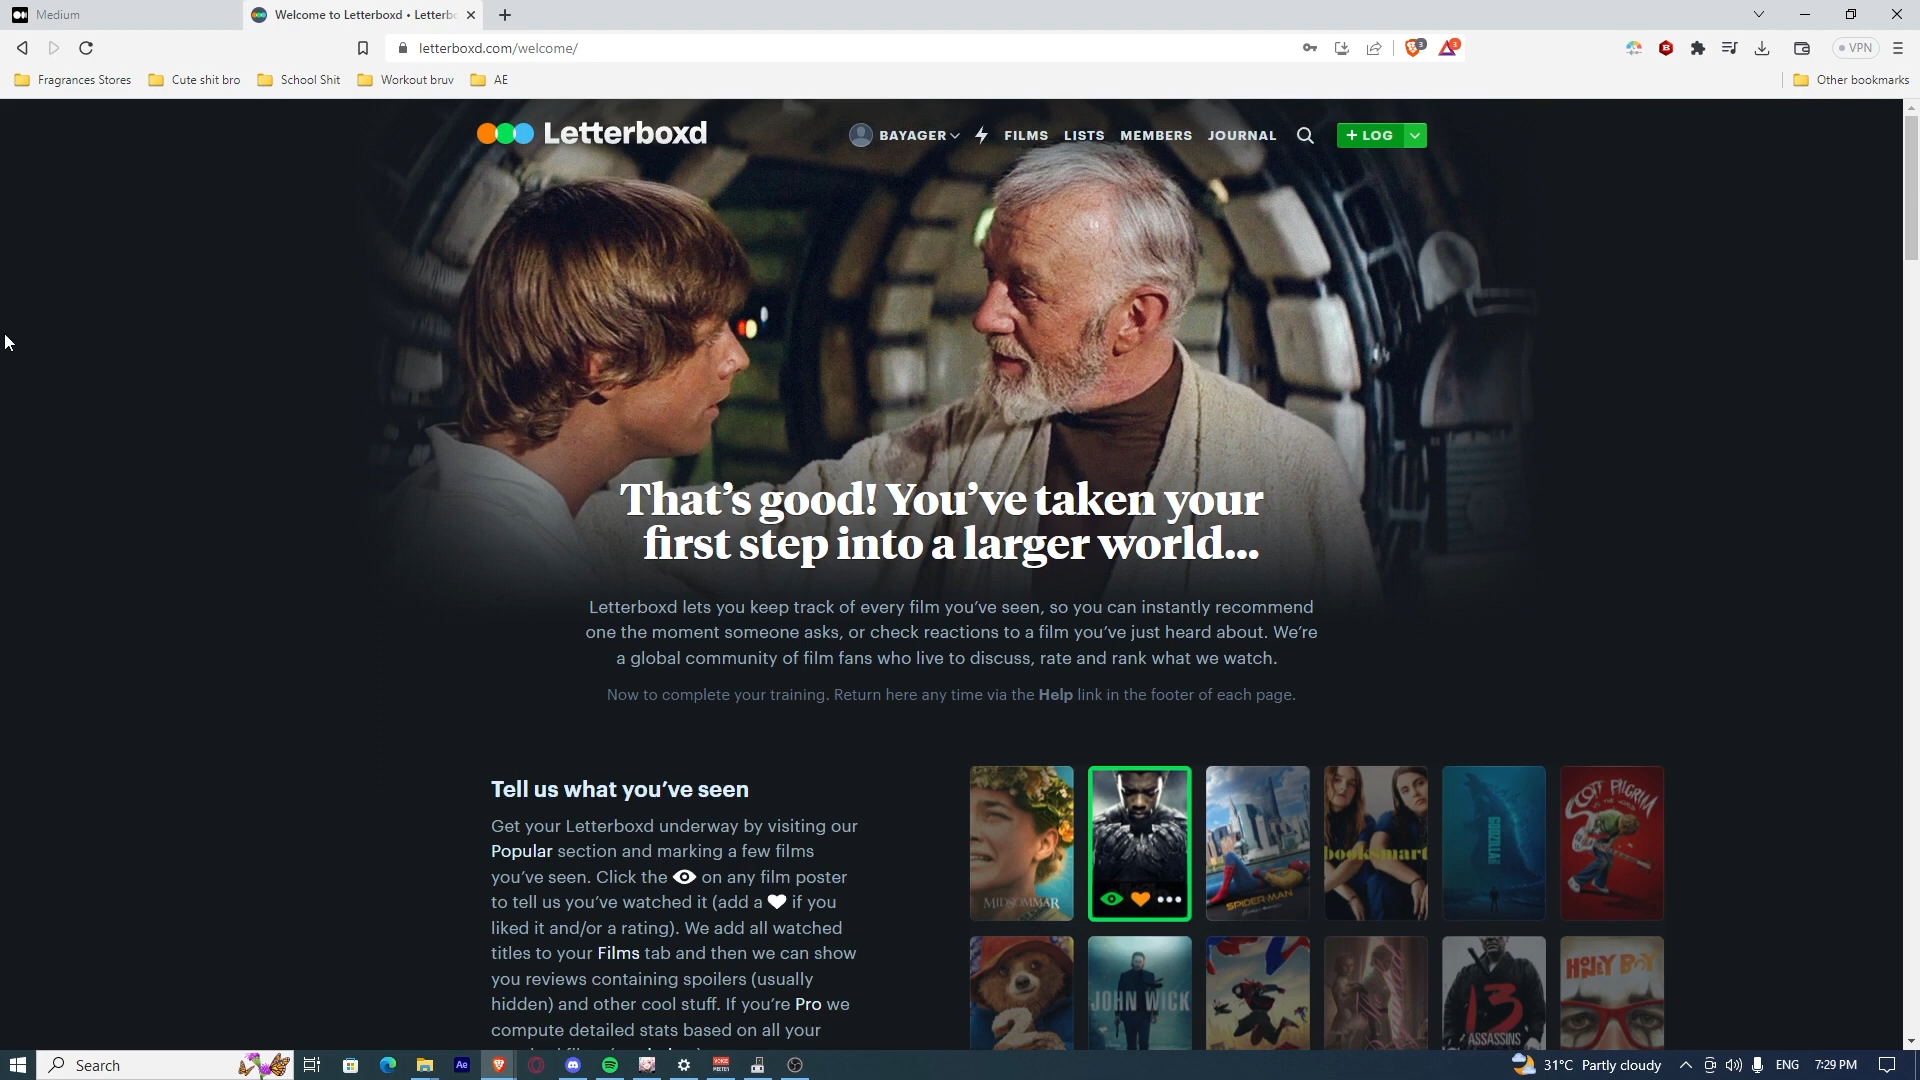 Medium
Welcome to Letterboxd • Letterbo
letterboxd.com/welcome/
3
3
VPN
Fragrances Stores
Cute shit bro
School Shit
Workout bruv
AE
Other bookmarks
Letterboxd
BAYAGER
FILMS
LISTS
MEMBERS
JOURNAL
+ LOG
That’s good! You’ve taken your
first step into a larger world...
Letterboxd lets you keep track of every film you’ve seen, so you can instantly recommend
one the moment someone asks, or check reactions to a film you’ve just heard about. We’re
a global community of film fans who live to discuss, rate and rank what we watch.
Now to complete your training. Return here any time via the Help link in the footer of each page.
Tell us what you’ve seen
Get your Letterboxd underway by visiting our
Popular section and marking a few films
you’ve seen. Click the on any film poster
to tell us you’ve watched it (add a if you
liked it and/or a rating). We add all watched
titles to your Films tab and then we can show
you reviews containing spoilers (usually
hidden) and other cool stuff. If you’re Pro we
compute detailed stats based on all your
MIDSOMMAR
SPIDER-MAN
booksmart
GODZILLA
SCOTT PILGRIM
2
JOHN WICK
13
ASSASSINS
HONEY BOY
Search
Ae
31°C Partly cloudy
ENG
7:29 PM